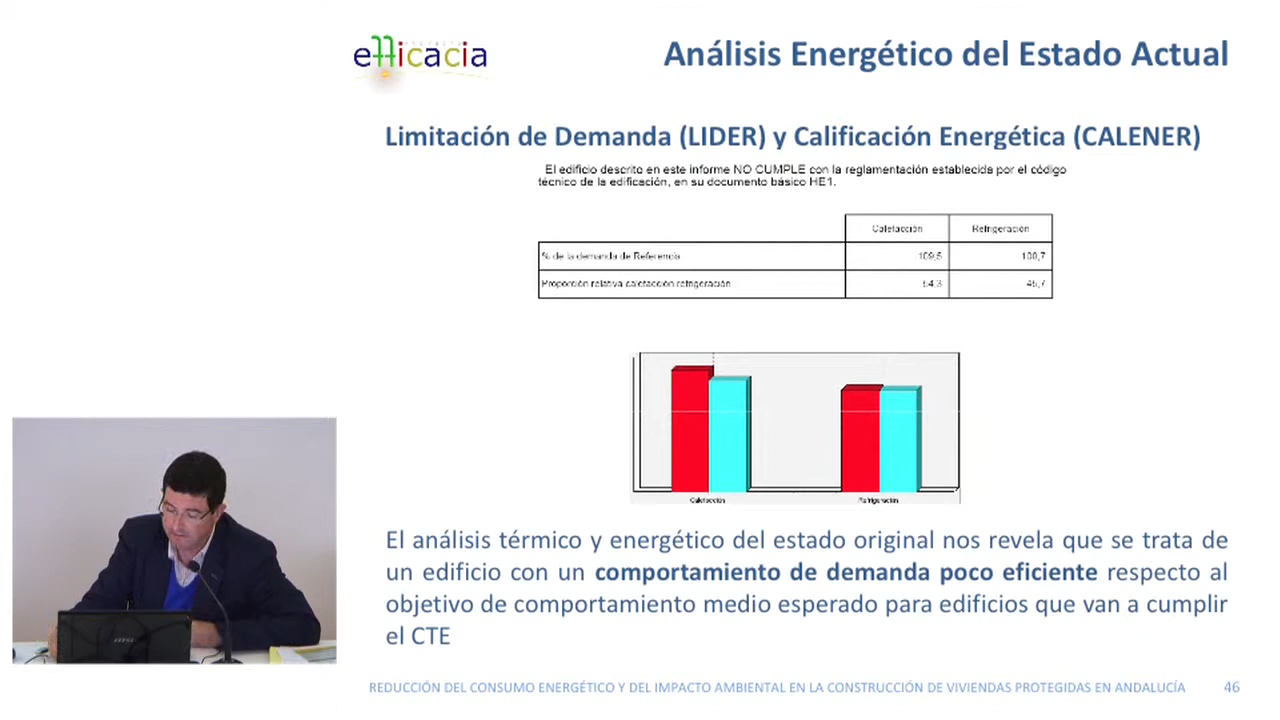 efficacia
Análisis Energético del Estado Actual
Limitación de Demanda (LIDER) y Calificación Energética (CALENER)
El edificio descrito en este informe NO CUMPLE con la reglamentación establecida por el código
técnico de la edificación, en su documento básico HE1.
Calefacción Refrigeración
% de la demanda de Referencia 109,5 100,7
Proporción relativa calefacción refrigeración 54,3 45,7
Calefacción Refrigeración
El análisis térmico y energético del estado original nos revela que se trata de
un edificio con un comportamiento de demanda poco eficiente respecto al
objetivo de comportamiento medio esperado para edificios que van a cumplir
el CTE
REDUCCIÓN DEL CONSUMO ENERGÉTICO Y DEL IMPACTO AMBIENTAL EN LA CONSTRUCCIÓN DE VIVIENDAS PROTEGIDAS EN ANDALUCÍA 46